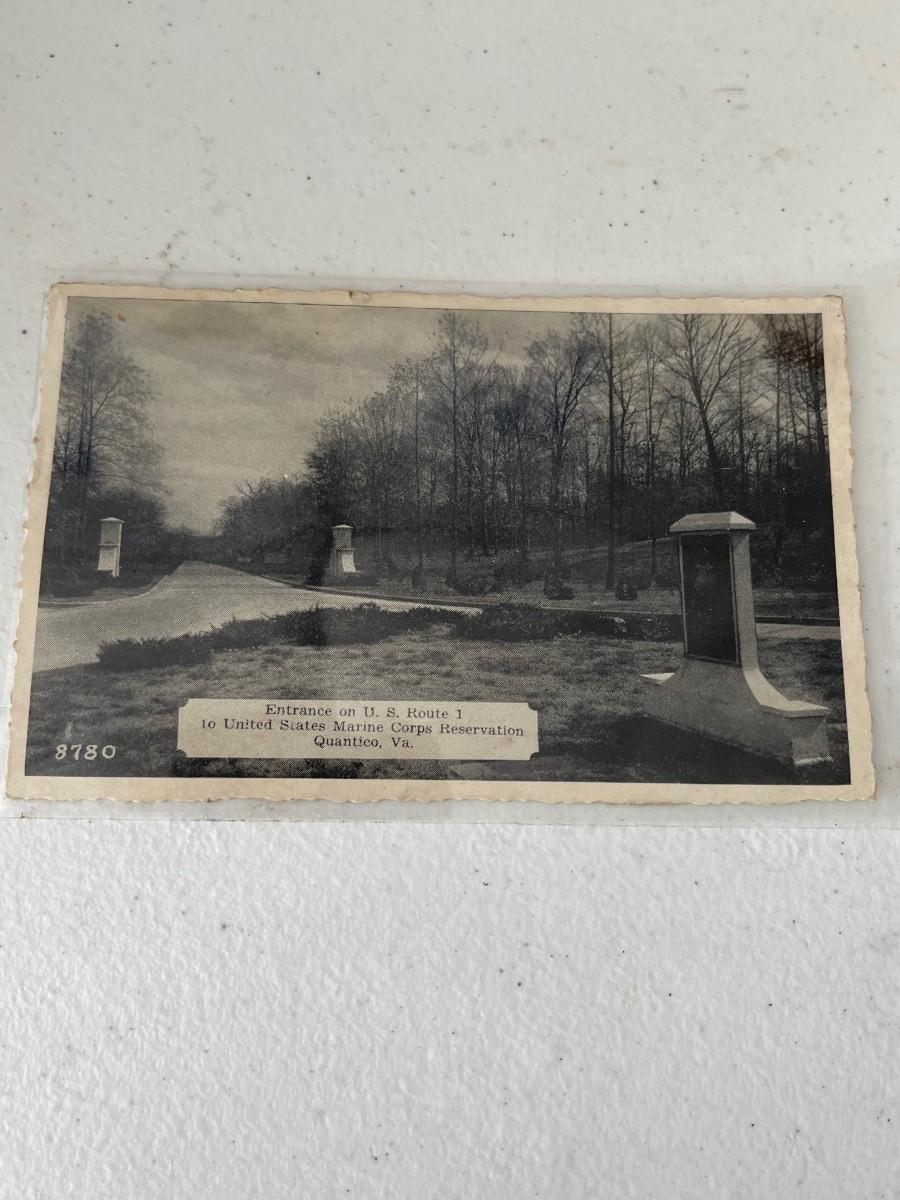 Entrance on U. S. Route 1
to United States Marine Corps Reservation
Quantico, Va.
8780